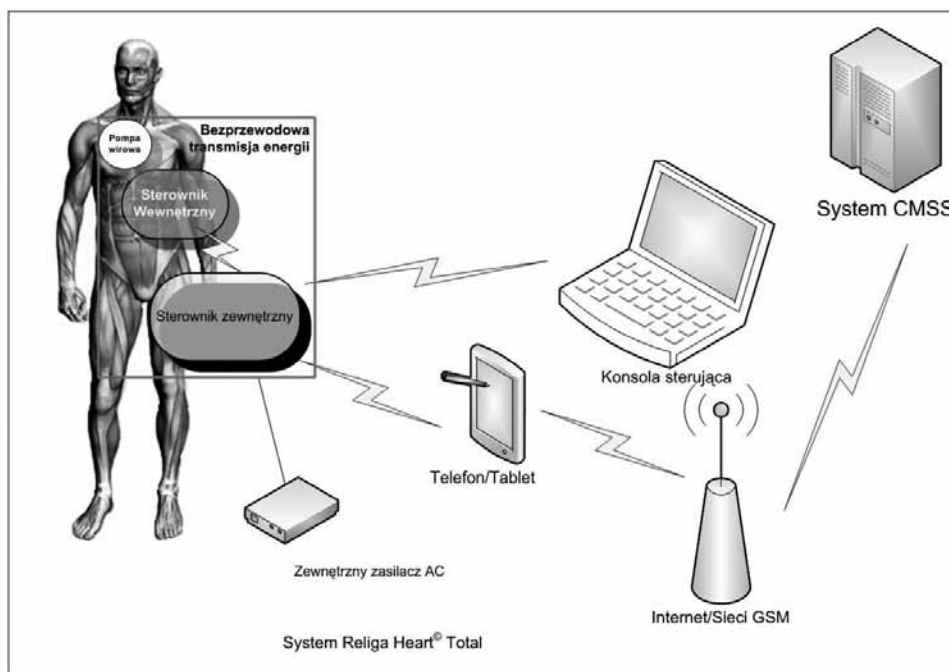 Pompa
wirowa
Bezprzewodowa
transmisja energii
Sterownik
Wewnętrzny
Sterownik zewnętrzny
System CMSS
Konsola sterująca
Telefon/Tablet
Zewnętrzny zasilacz AC
Internet/Sieci GSM
System Religa Heart© Total